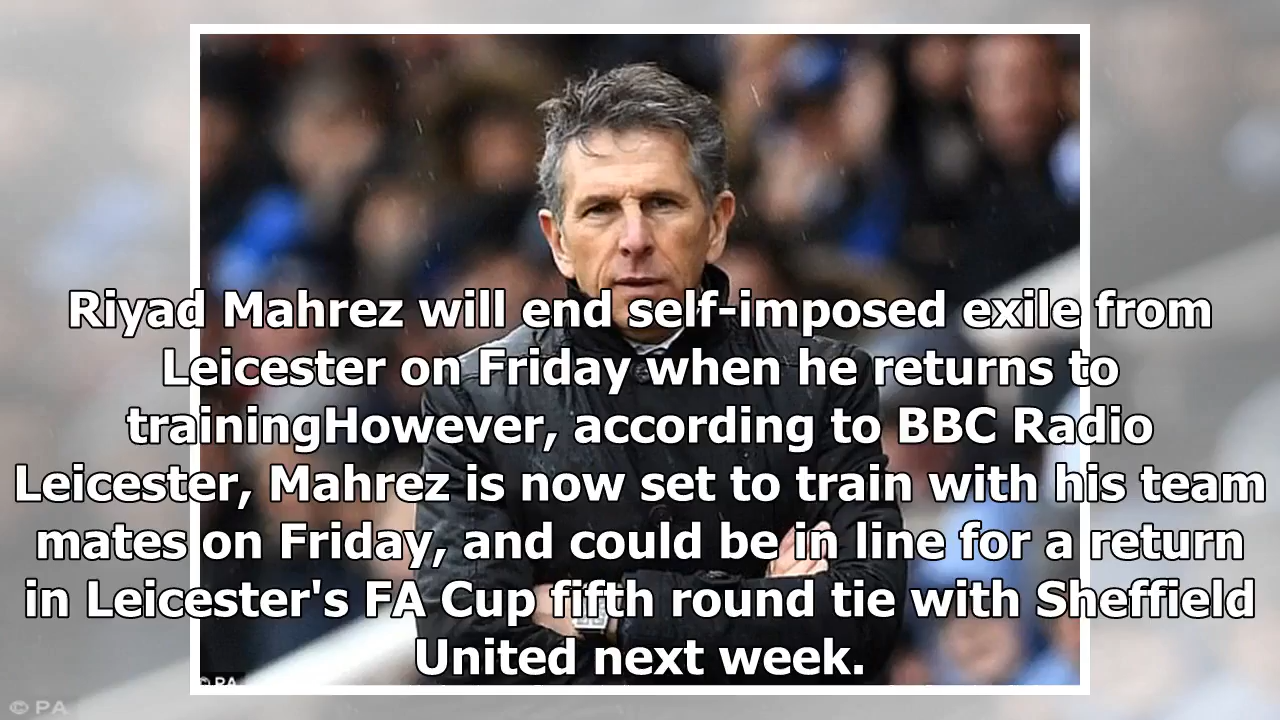 Riyad Mahrez will end self-imposed exile from
Leicester on Friday when he returns to
trainingHowever, according to BBC Radio
Leicester, Mahrez is now set to train with his team
mates on Friday, and could be in line for a return
in Leicester's FA Cup fifth round tie with Sheffield
United next week.
© PA
© PA